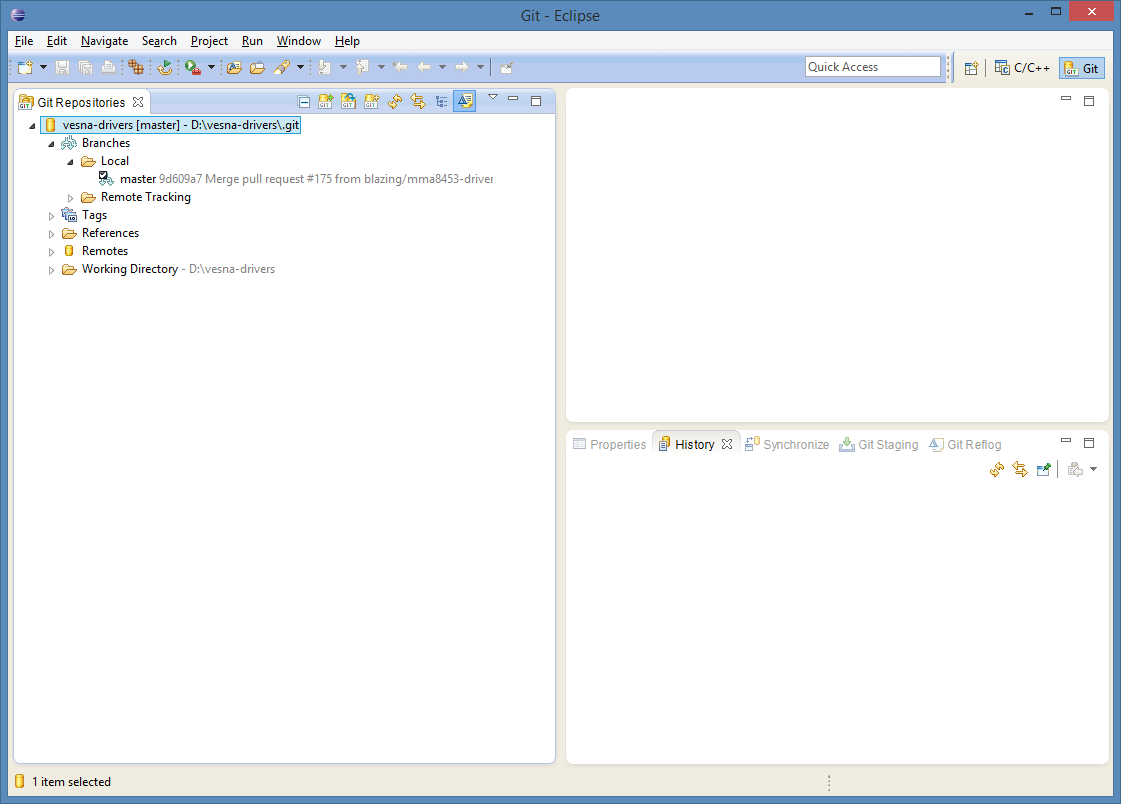 Git - Eclipse
File Edit Navigate Search Project Run Window Help
Quick Access
C/C++
Git
Git Repositories
vesna-drivers [master] - D:\vesna-drivers\.git
Branches
Local
master 9d609a7 Merge pull request #175 from blazing/mma8453-driver
Remote Tracking
Tags
References
Remotes
Working Directory - D:\vesna-drivers
Properties History Synchronize Git Staging Git Reflog
1 item selected